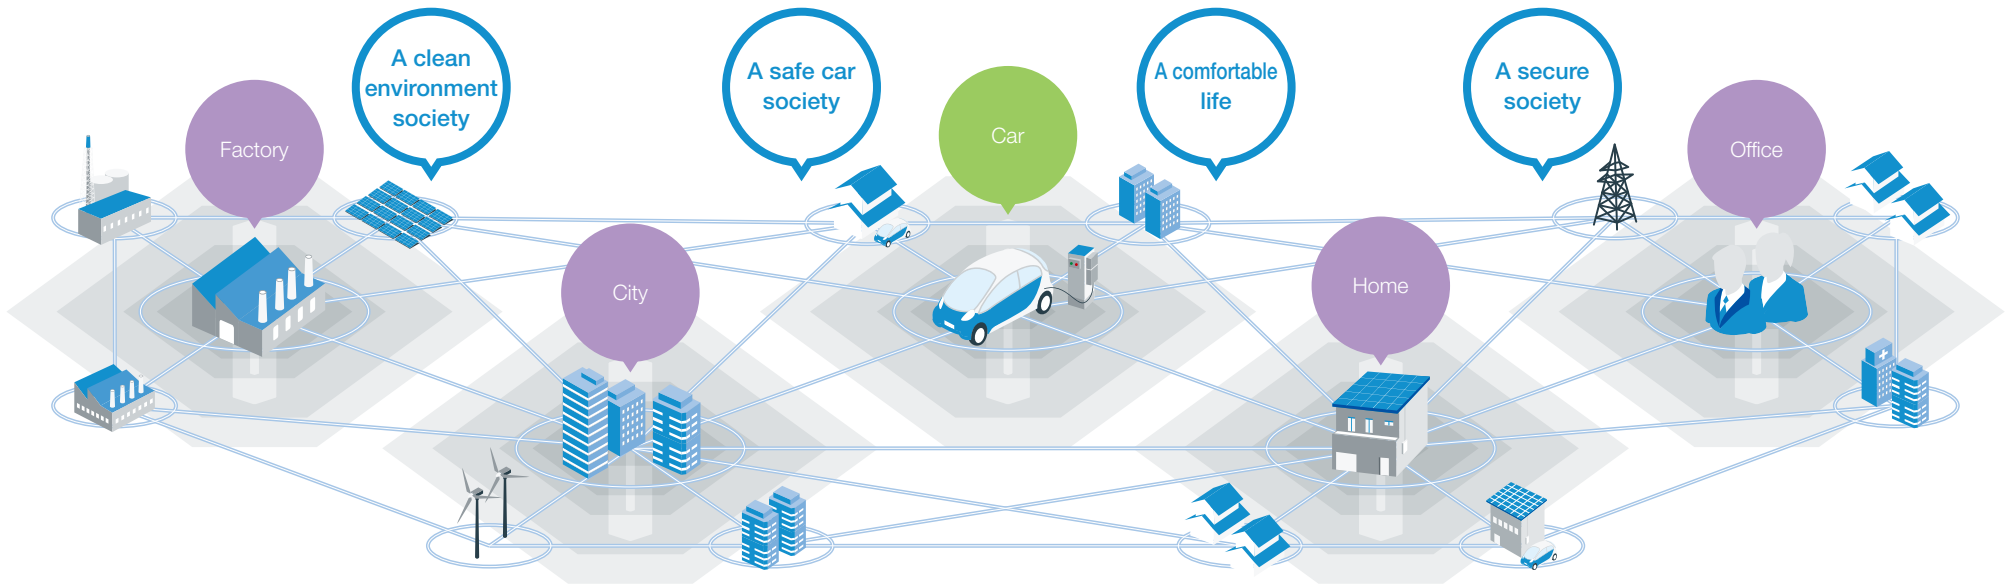 A clean
environment
society
A safe car
society
A comfortable
life
A secure
society
Factory
Car
Office
City
Home